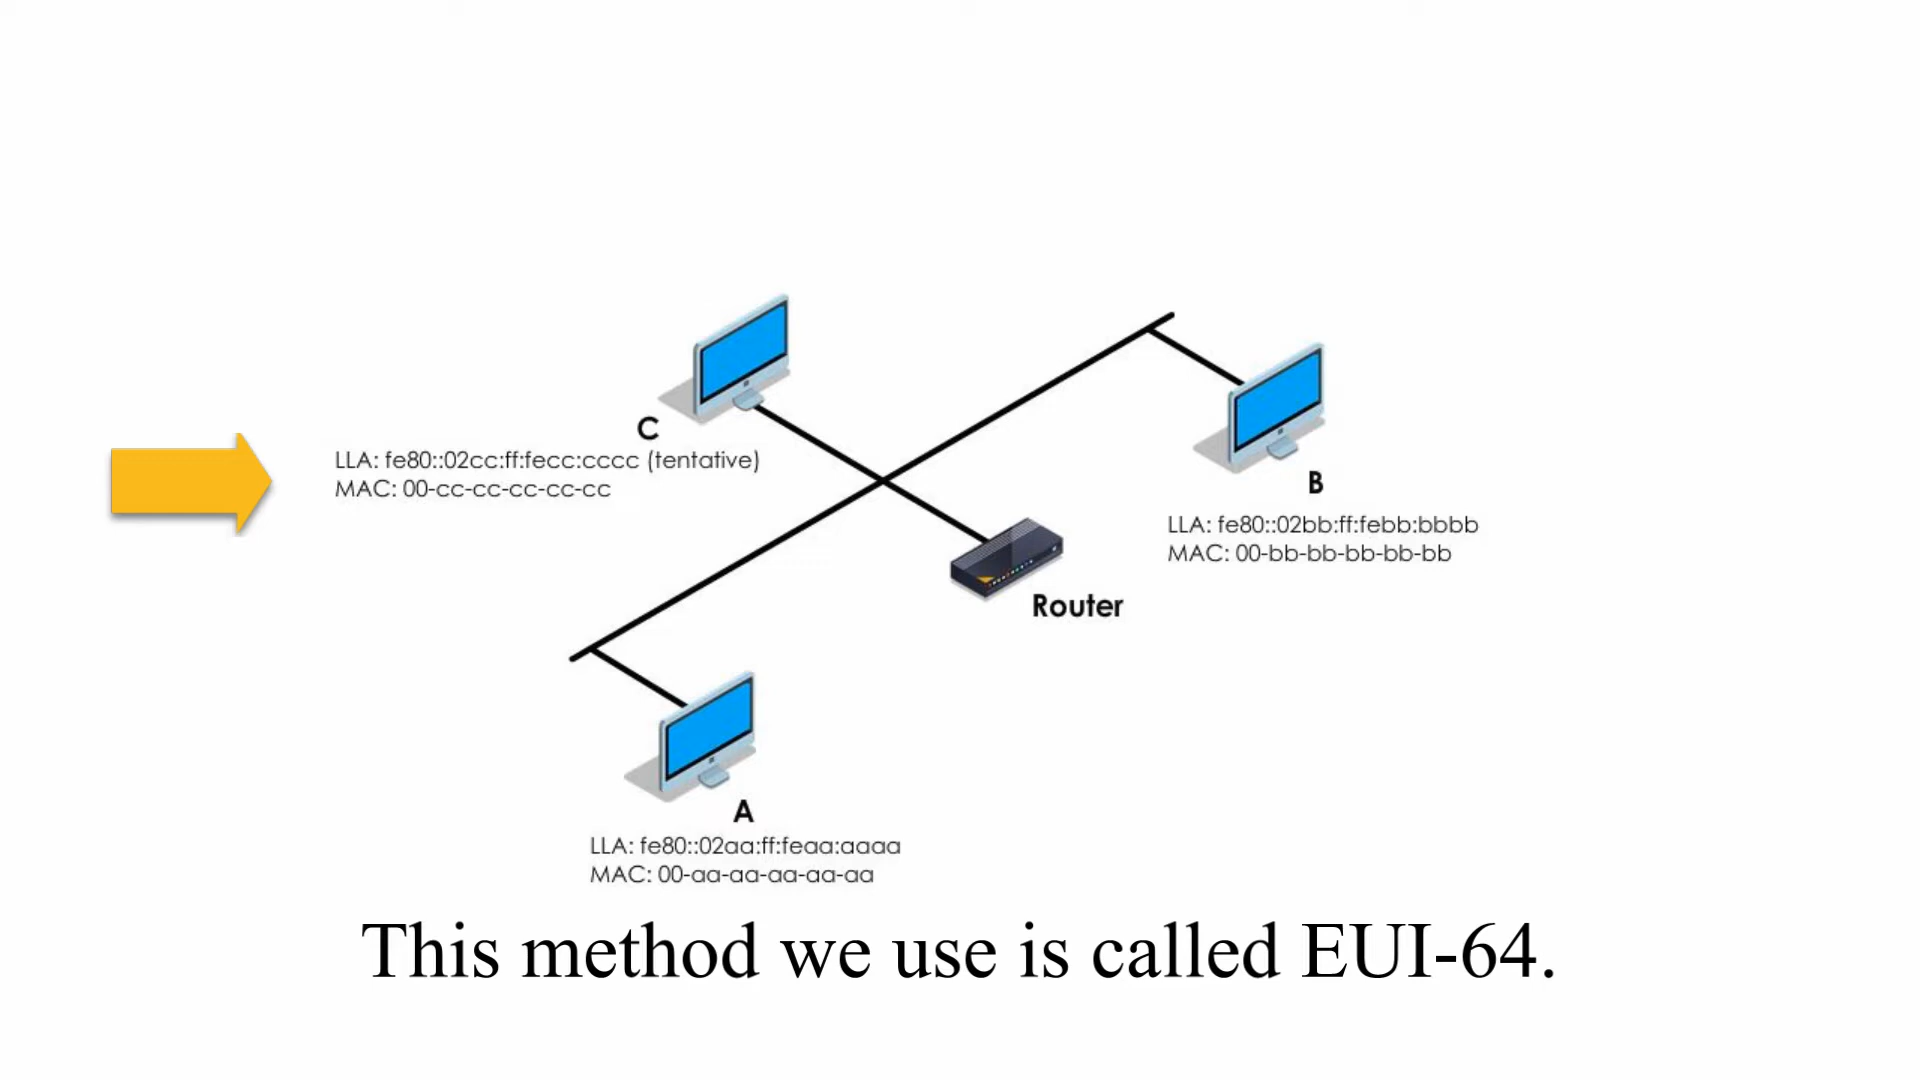 C
LLA: fe80::02cc:ff:fecc:cccc (tentative)
MAC: 00-cc-cc-cc-cc-cc
B
LLA: fe80::02bb:ff:febb:bbbb
MAC: 00-bb-bb-bb-bb-bb
Router
A
LLA: fe80::02aa:ff:feaa:aaaa
MAC: 00-aa-aa-aa-aa-aa
This method we use is called EUI-64.